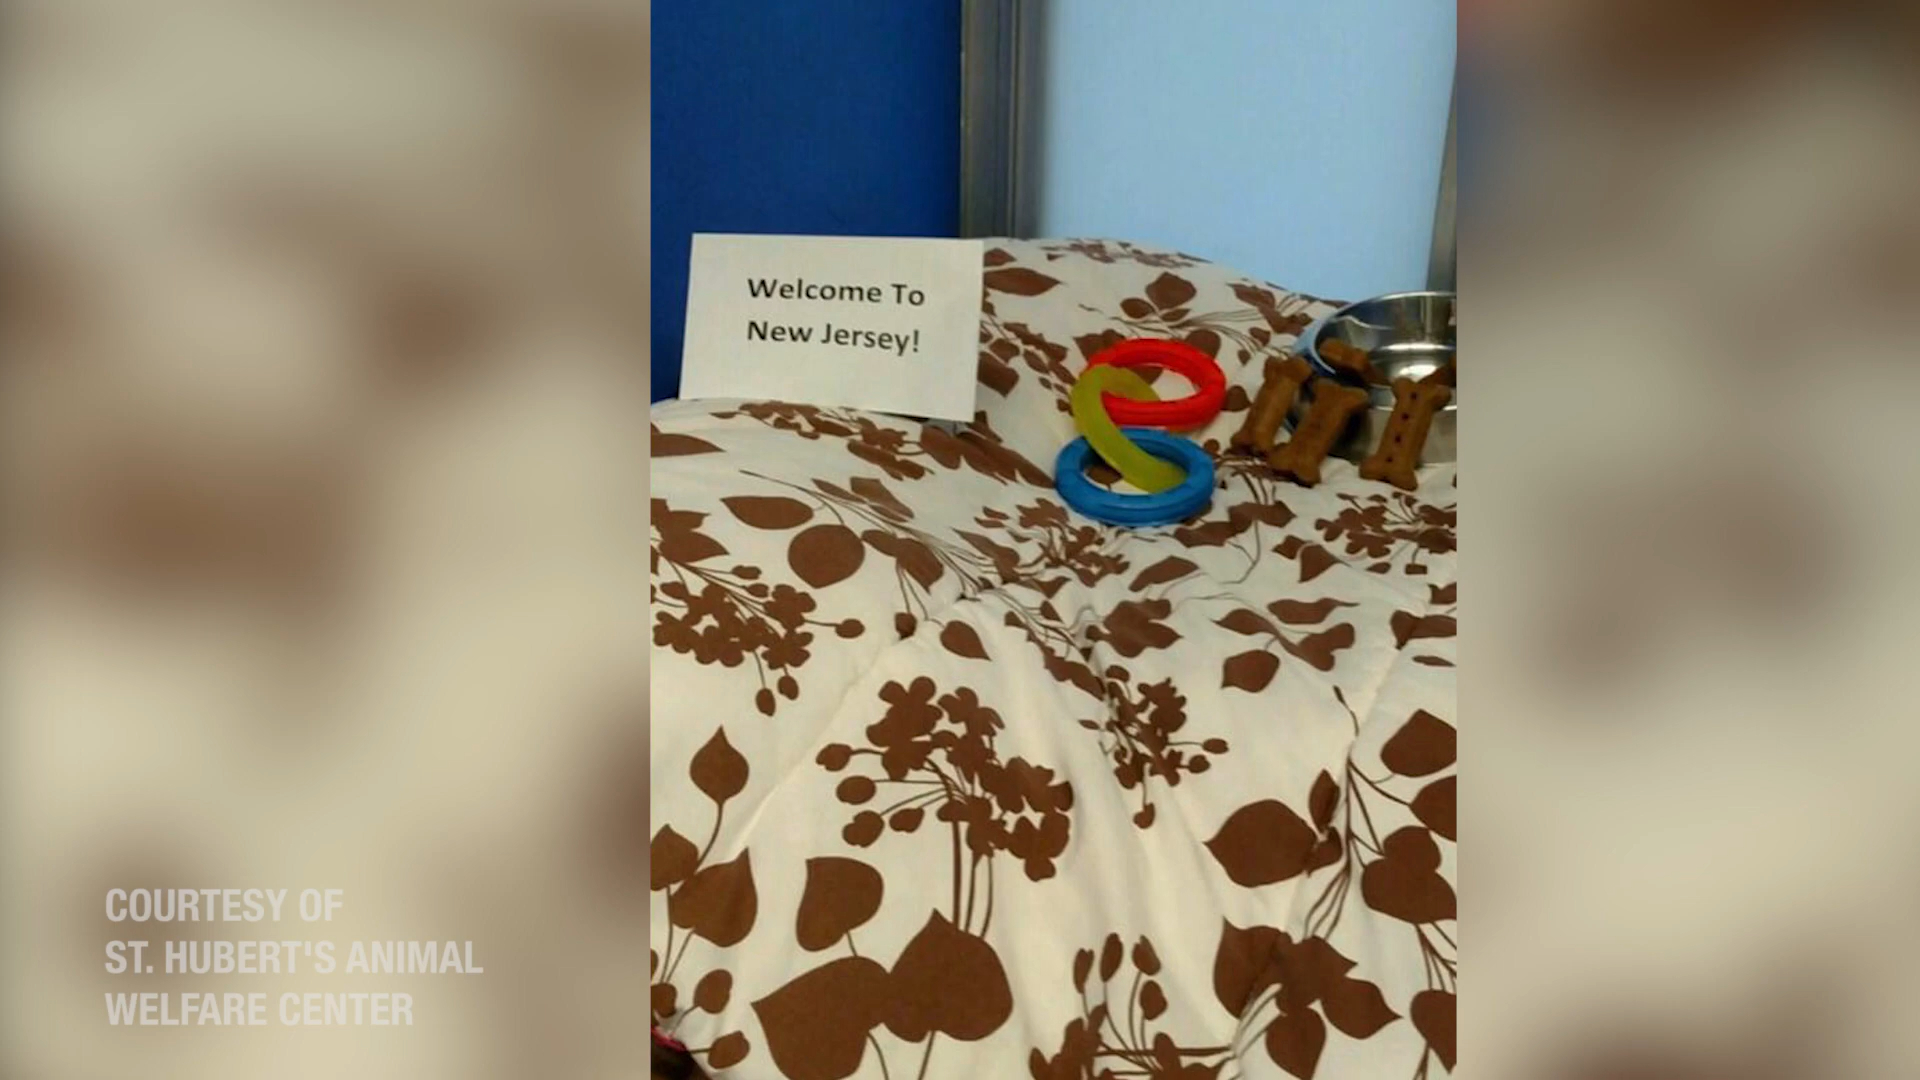 Welcome To
New Jersey!
COURTESY OF
ST. HUBERT'S ANIMAL
WELFARE CENTER